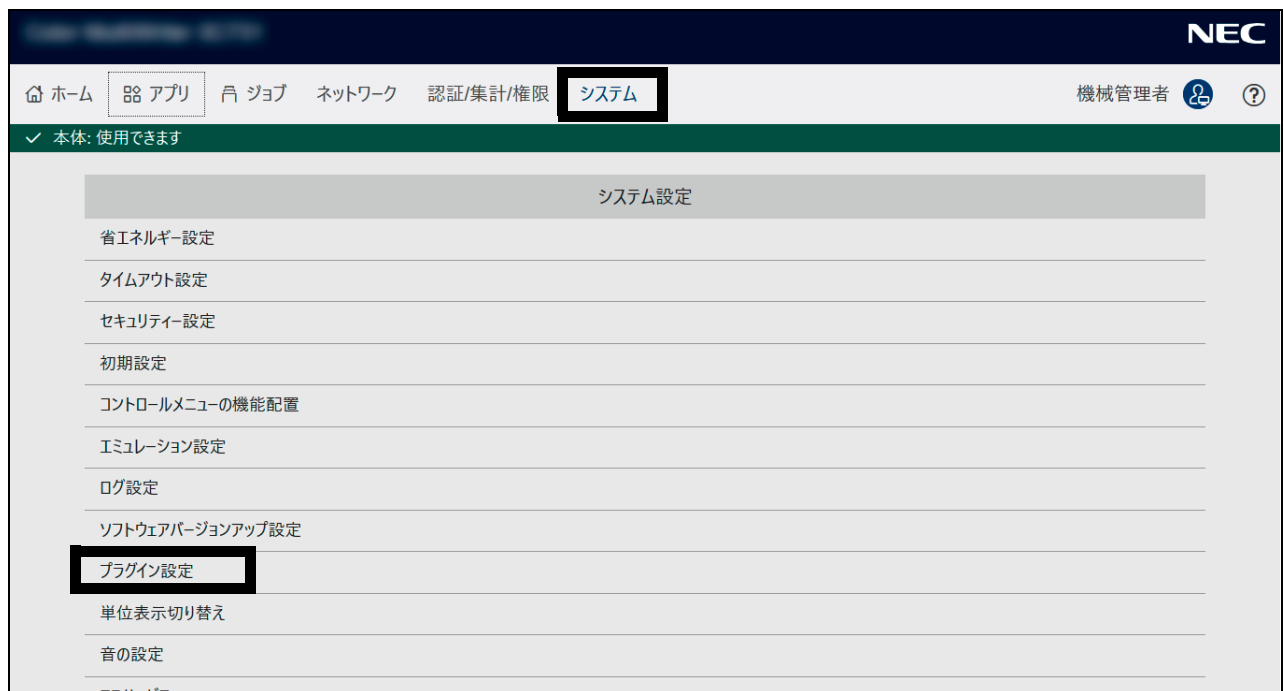 NEC
ホーム アプリ ジョブ ネットワーク 認証/集計/権限 システム 機械管理者
本体: 使用できます
システム設定
省エネルギー設定
タイムアウト設定
セキュリティー設定
初期設定
コントロールメニューの機能配置
エミュレーション設定
ログ設定
ソフトウェアバージョンアップ設定
プラグイン設定
単位表示切り替え
音の設定